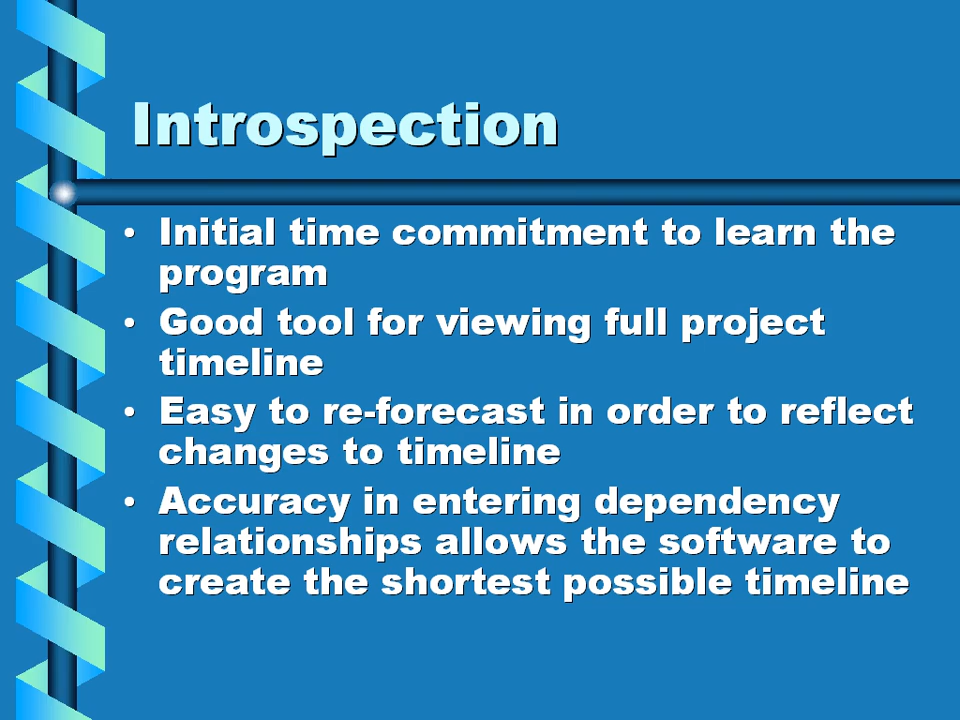 Introspection
• Initial time commitment to learn the
program
• Good tool for viewing full project
timeline
• Easy to re-forecast in order to reflect
changes to timeline
• Accuracy in entering dependency
relationships allows the software to
create the shortest possible timeline